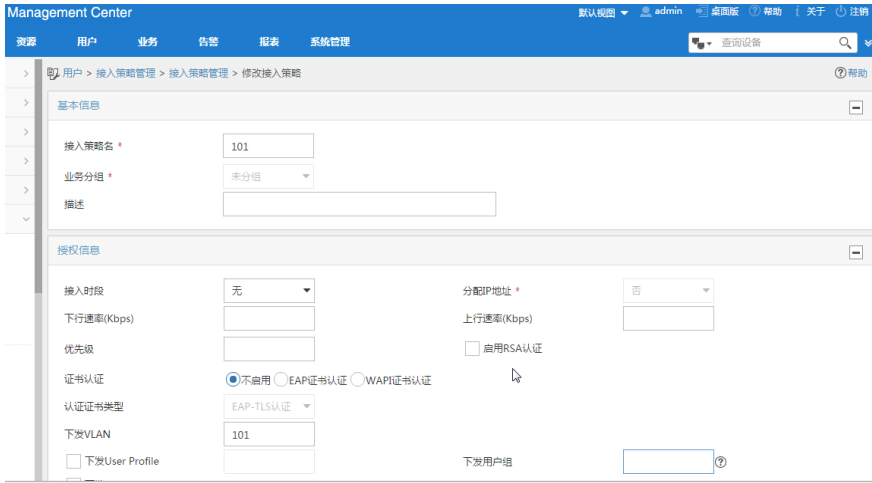 Management Center
默认视图 admin 桌面版 帮助 关于 注销
资源 用户 业务 告警 报表 系统管理 查询设备
用户 > 接入策略管理 > 接入策略管理 > 修改接入策略 帮助
基本信息
接入策略名 * 101
业务分组 * 未分组
描述
授权信息
接入时段 无 分配IP地址 * 否
下行速率(Kbps) 上行速率(Kbps)
优先级 启用RSA认证
证书认证 不启用 EAP证书认证 WAPI证书认证
认证证书类型 EAP-TLS认证
下发VLAN 101
下发User Profile 下发用户组